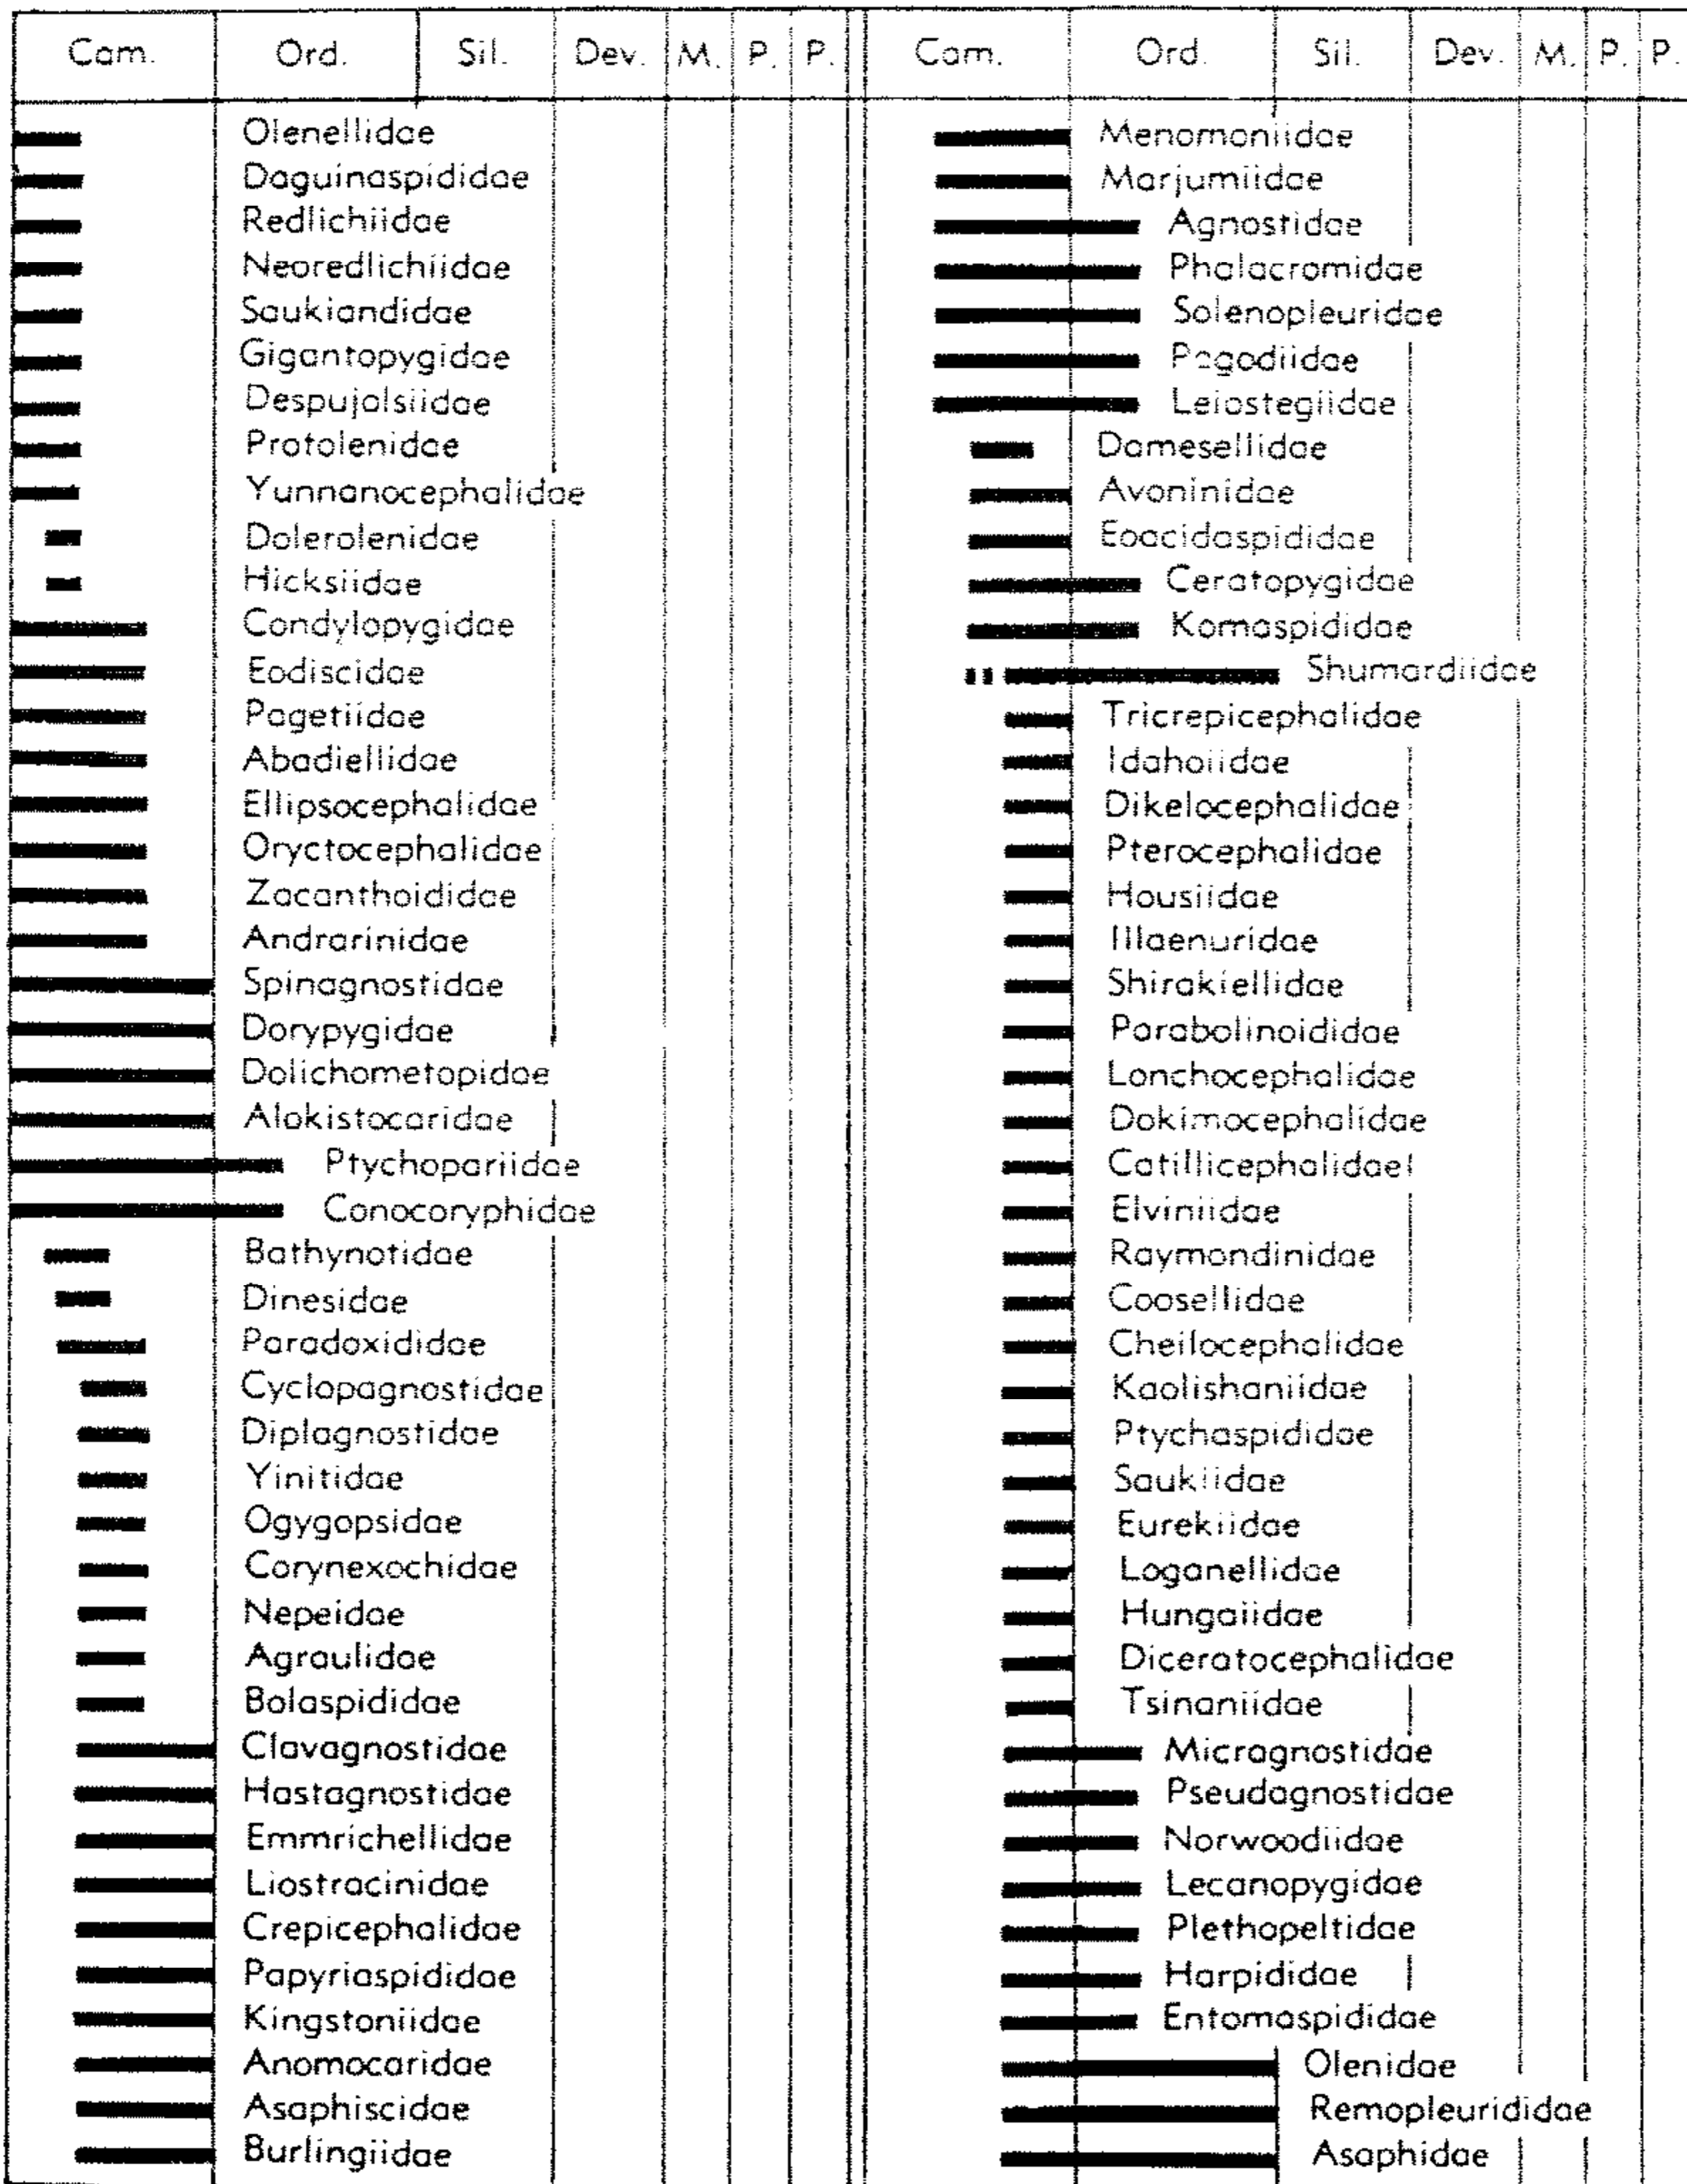 Cam. Ord. Sil. Dev. M. P. P. Cam. Ord. Sil. Dev. M. P. P.
Olenellidae
Daguinaspididae
Redlichiidae
Neoredlichiidae
Saukiandidae
Gigantopygidae
Despujolsiidae
Protolenidae
Yunnanocephalidae
Dolerolenidae
Hicksiidae
Condylopygidae
Eodiscidae
Pagetiidae
Abadiellidae
Ellipsocephalidae
Oryctocephalidae
Zacanthoididae
Andrarinidae
Spinagnostidae
Dorypygidae
Dolichometopidae
Alokistocaridae
Ptychopariidae
Conocoryphidae
Bathynotidae
Dinesidae
Paradoxididae
Cyclopagnostidae
Diplagnostidae
Yinitidae
Ogygopsidae
Corynexochidae
Nepeidae
Agraulidae
Bolaspididae
Clavagnostidae
Hastagnostidae
Emmrichellidae
Liostracinidae
Crepicephalidae
Papyriaspididae
Kingstoniidae
Anomocaridae
Asaphiscidae
Burlingiidae
Menomoniidae
Marjumiidae
Agnostidae
Phalacromidae
Solenopleuridae
Pagodiidae
Leiostegiidae
Damesellidae
Avoninidae
Eoacidaspididae
Ceratopygidae
Komaspididae
Shumardiidae
Tricrepicephalidae
Idahoiidae
Dikelocephalidae
Pterocephalidae
Housiidae
Illaenuridae
Shirakiellidae
Parabolinoididae
Lonchocephalidae
Dokimocephalidae
Catillicephalidae
Elviniidae
Raymondinidae
Coosellidae
Cheilocephalidae
Kaolishaniidae
Ptychaspididae
Saukiidae
Eurekiidae
Loganellidae
Hungaiidae
Diceratocephalidae
Tsinaniidae
Micragnostidae
Pseudagnostidae
Norwoodiidae
Lecanopygidae
Plethopeltidae
Harpididae
Entomaspididae
Olenidae
Remopleurididae
Asaphidae